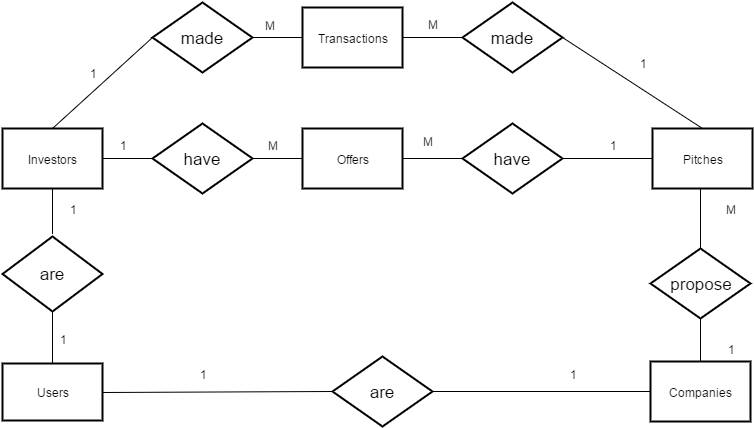 made
M
Transactions
M
made
1
1
Investors
1
have
M
Offers
M
have
1
Pitches
1
M
are
propose
1
1
Users
1
are
1
Companies